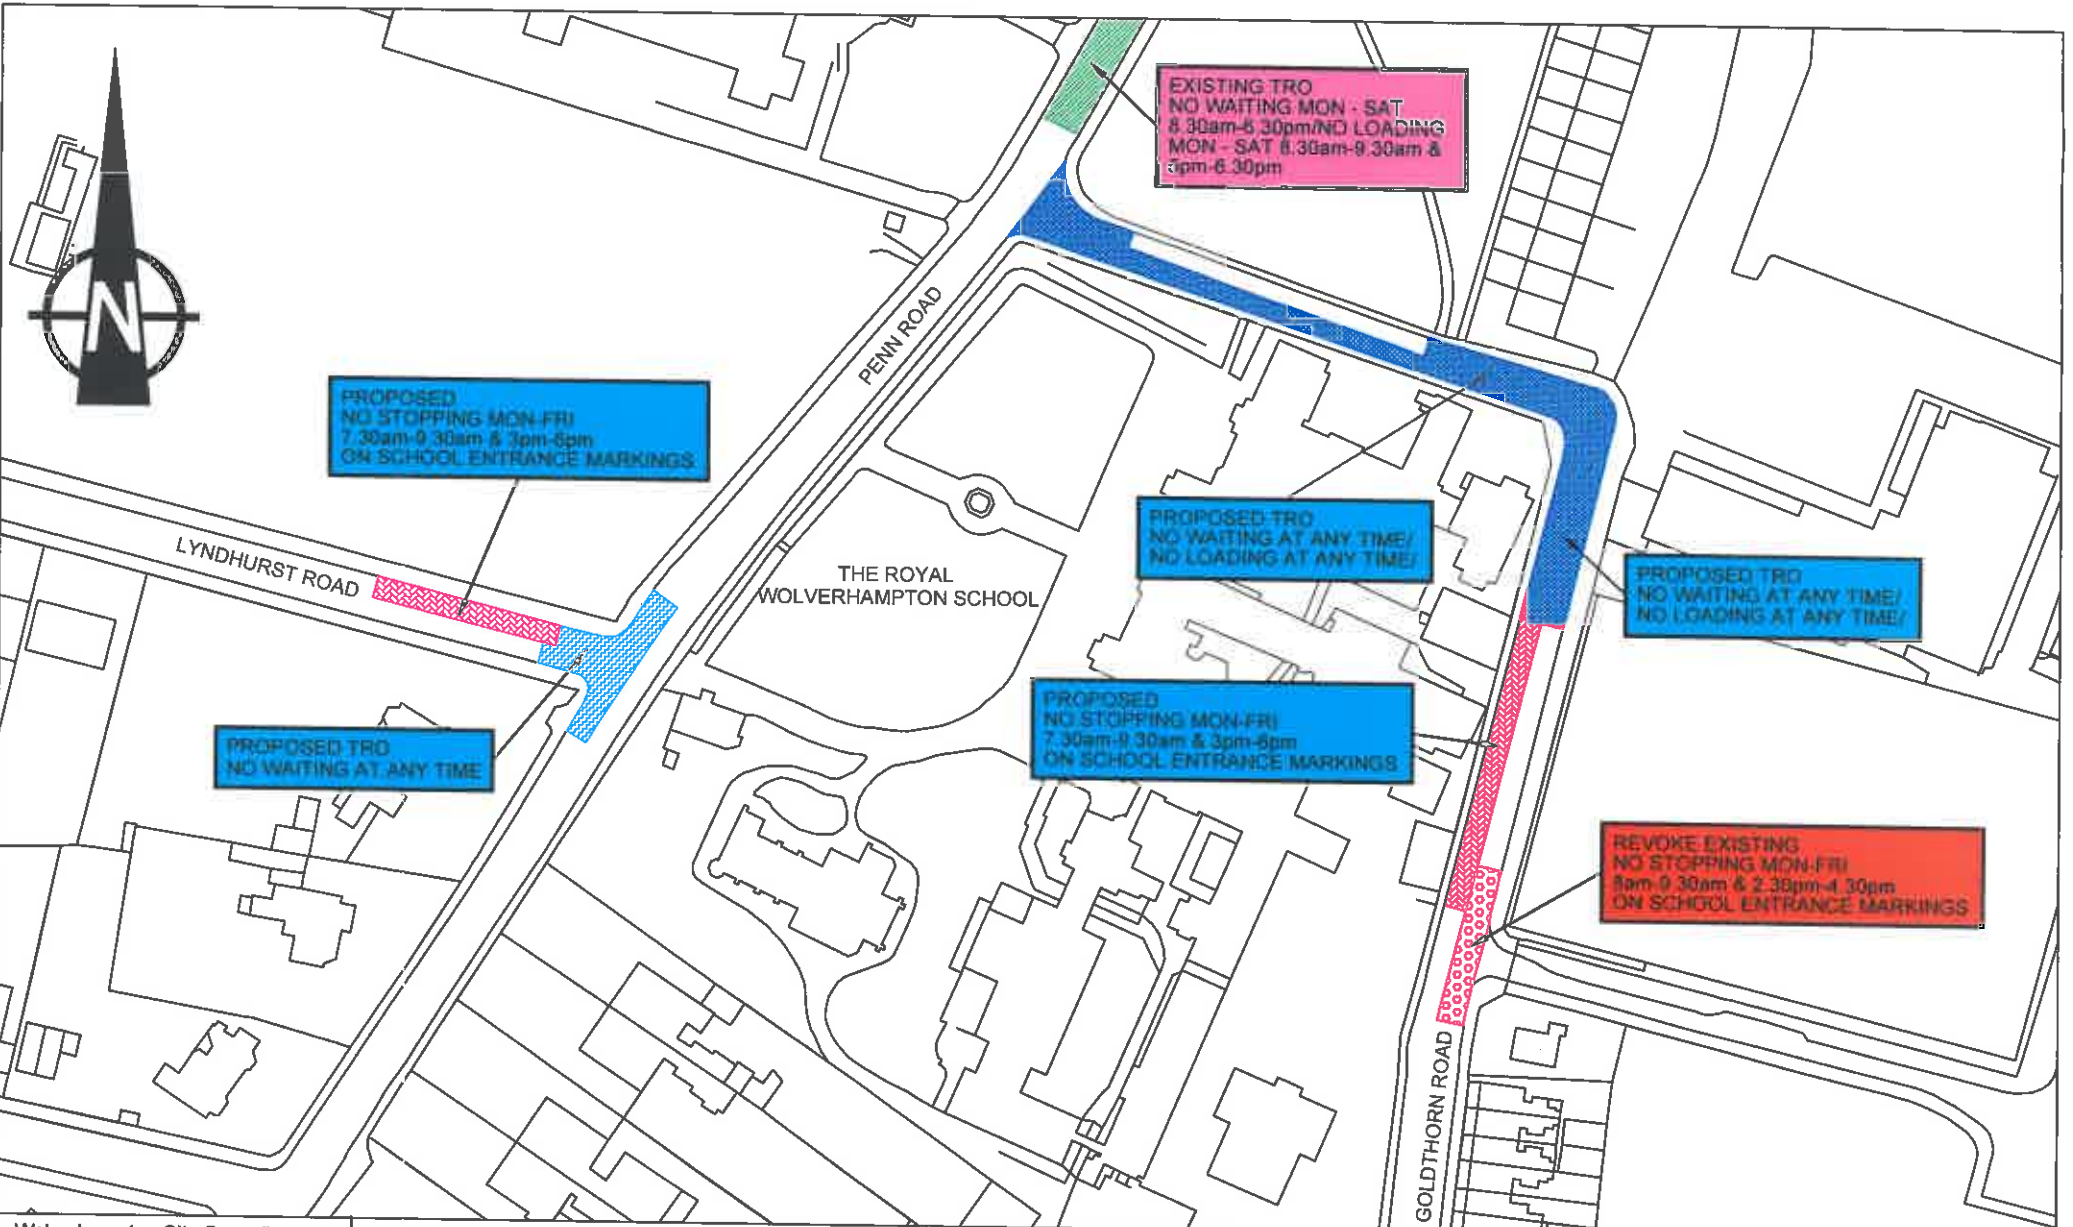 EXISTING TRO
NO WAITING MON - SAT
8.30am-6.30pm/NO LOADING
MON - SAT 8.30am-9.30am &
5pm-6.30pm
N
PENN ROAD
PROPOSED
NO STOPPING MON-FRI
7.30am-9.30am & 3pm-6pm
ON SCHOOL ENTRANCE MARKINGS
LYNDHURST ROAD
THE ROYAL
WOLVERHAMPTON SCHOOL
PROPOSED TRO
NO WAITING AT ANY TIME/
NO LOADING AT ANY TIME/
PROPOSED TRO
NO WAITING AT ANY TIME/
NO LOADING AT ANY TIME/
PROPOSED
NO STOPPING MON-FRI
7.30am-9.30am & 3pm-6pm
ON SCHOOL ENTRANCE MARKINGS
PROPOSED TRO
NO WAITING AT ANY TIME
REVOKE EXISTING
NO STOPPING MON-FRI
8am-9.30am & 2.30pm-4.30pm
ON SCHOOL ENTRANCE MARKINGS
GOLDTHORN ROAD